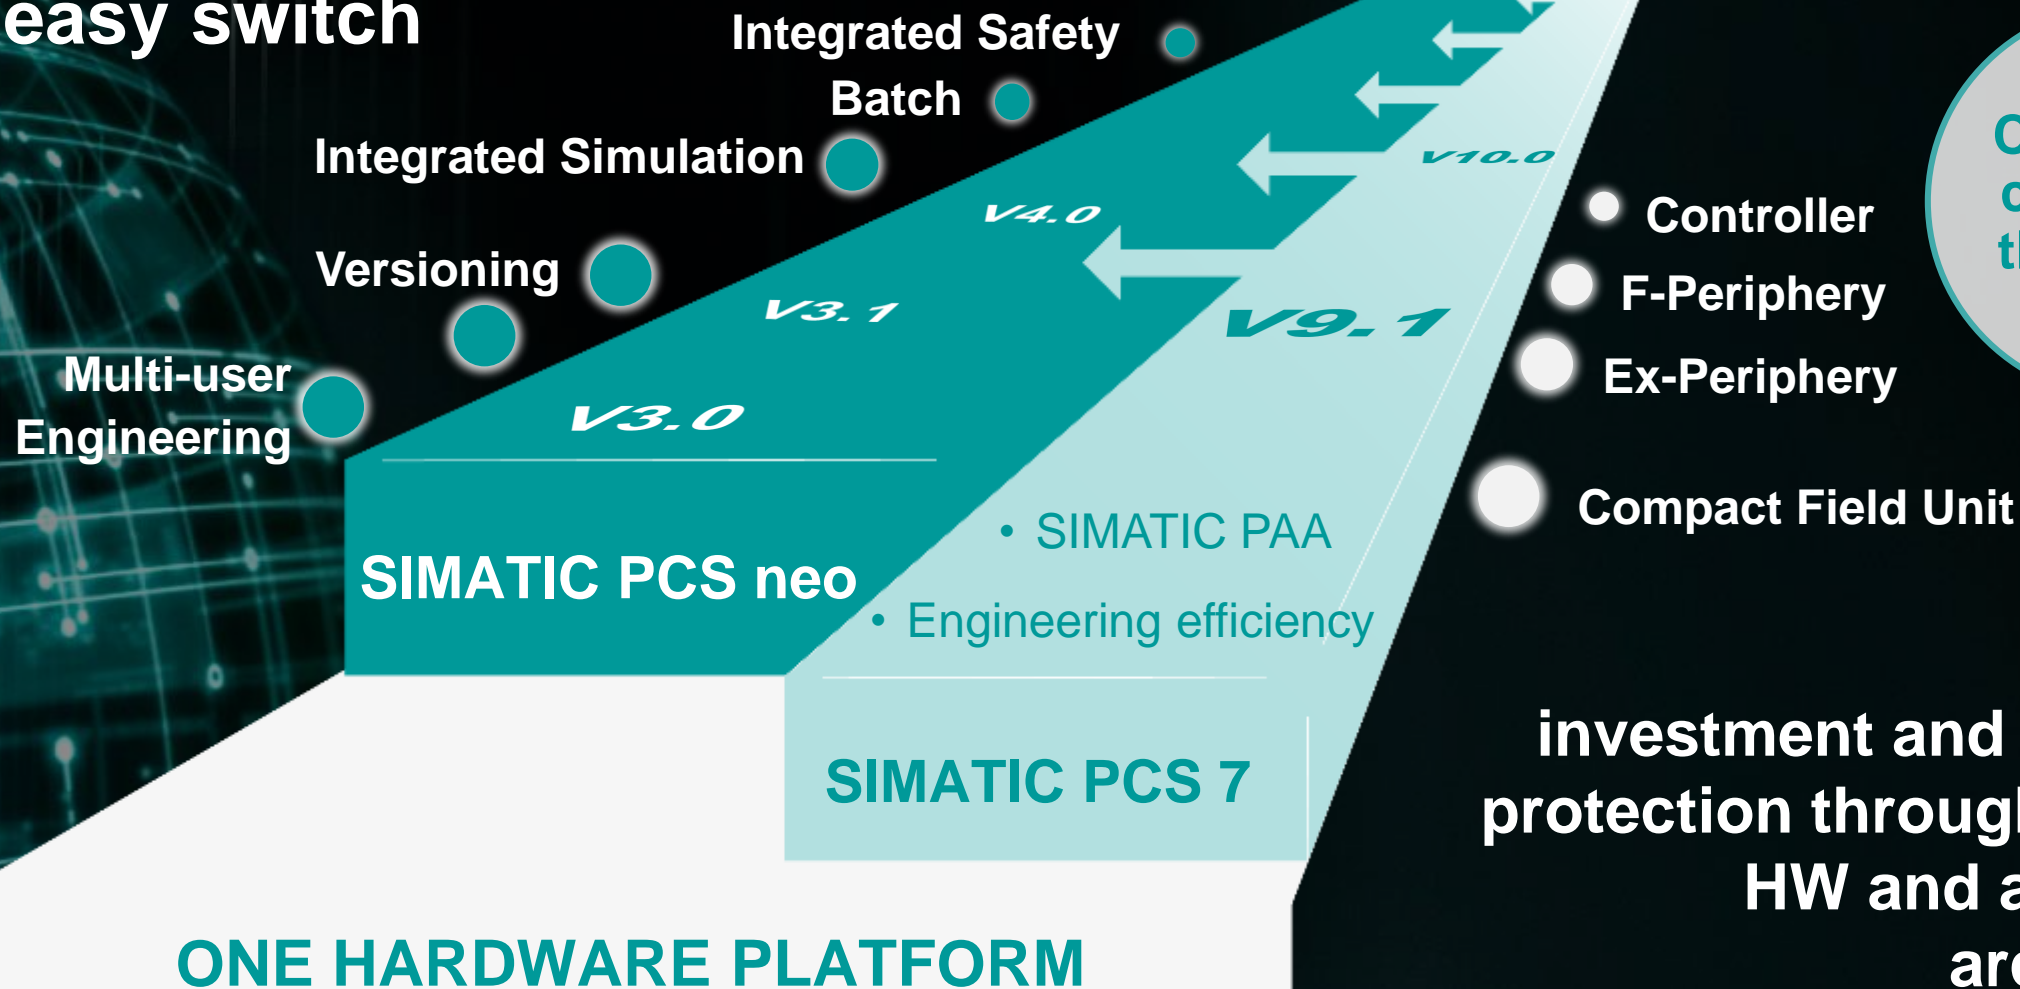 easy switch
Integrated Safety
Batch
Integrated Simulation
Versioning
Multi-user
Engineering
V10.0
V4.0
V3.1
V9.1
V3.0
Controller
F-Periphery
Ex-Periphery
Compact Field Unit
• SIMATIC PAA
• Engineering efficiency
SIMATIC PCS neo
SIMATIC PCS 7
investment and
protection
HW and
ONE HARDWARE PLATFORM